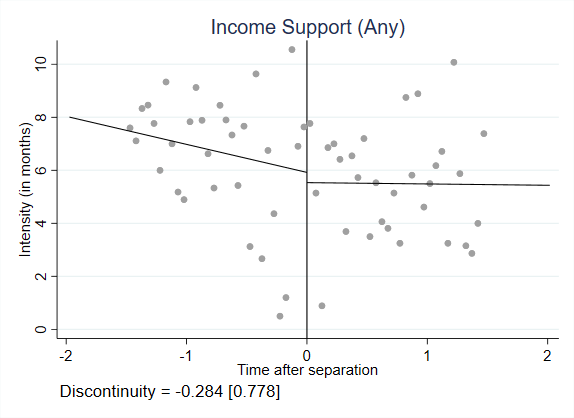 Income Support (Any)
Intensity (in months)
10
8
6
4
2
0
-2
-1
0
1
2
Time after separation
Discontinuity = -0.284 [0.778]